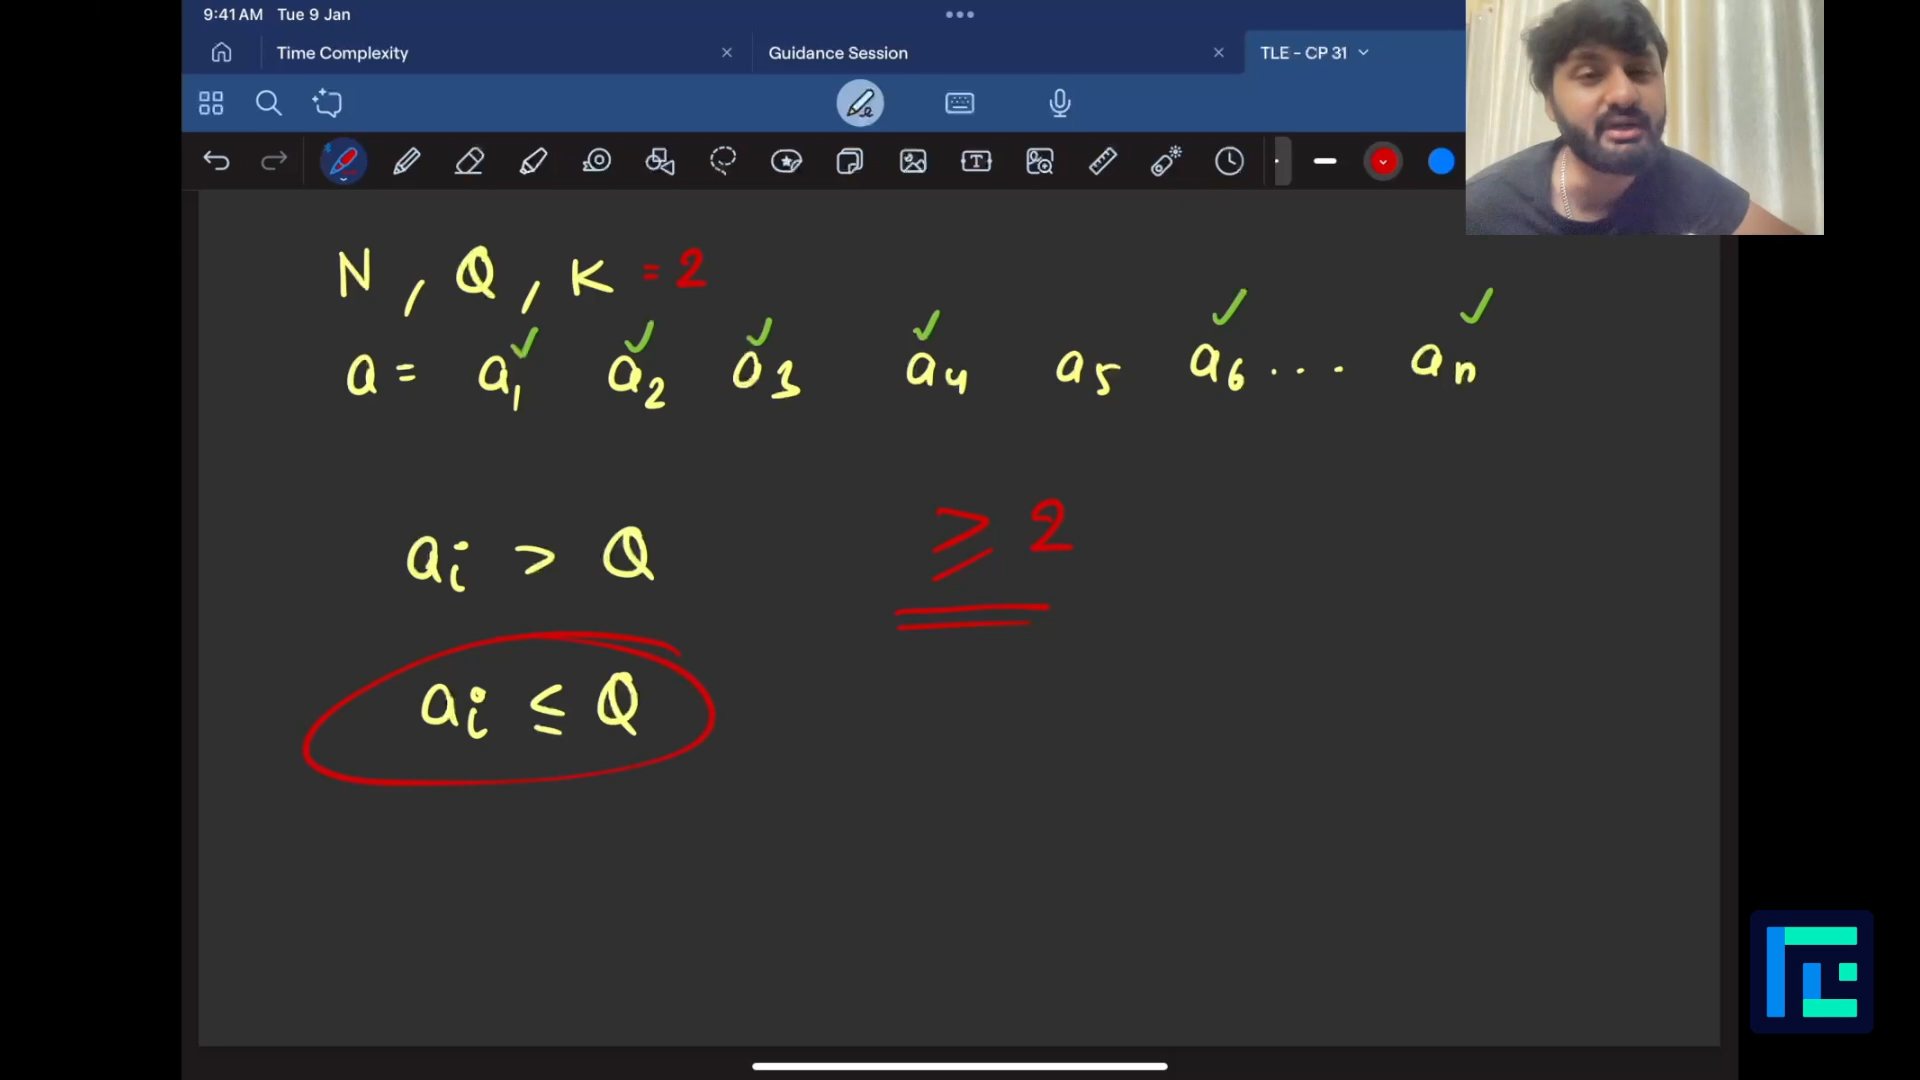 9:41 AM Tue 9 Jan
Time Complexity
Guidance Session
TLE - CP 31
N, Q, K = 2
a = a₁ ✓ a₂ ✓ a₃ ✓ a₄ ✓ a₅ a₆ ✓ .... aₙ ✓
aᵢ > Q
≥ 2
aᵢ ≤ Q